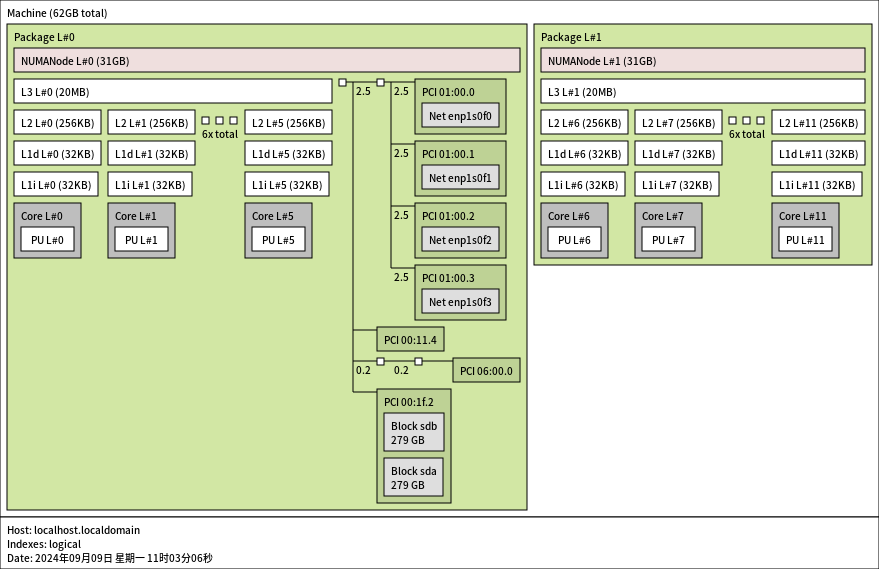 Machine (62GB total)
Package L#0
NUMANode L#0 (31GB)
L3 L#0 (20MB)
L2 L#0 (256KB) L2 L#1 (256KB) L2 L#5 (256KB)
6x total
L1d L#0 (32KB) L1d L#1 (32KB) L1d L#5 (32KB)
L1i L#0 (32KB) L1i L#1 (32KB) L1i L#5 (32KB)
Core L#0 Core L#1 Core L#5
PU L#0 PU L#1 PU L#5
2.5 2.5 PCI 01:00.0
Net enp1s0f0
2.5 PCI 01:00.1
Net enp1s0f1
2.5 PCI 01:00.2
Net enp1s0f2
2.5 PCI 01:00.3
Net enp1s0f3
PCI 00:11.4
0.2 0.2 PCI 06:00.0
PCI 00:1f.2
Block sdb
279 GB
Block sda
279 GB
Package L#1
NUMANode L#1 (31GB)
L3 L#1 (20MB)
L2 L#6 (256KB) L2 L#7 (256KB) L2 L#11 (256KB)
6x total
L1d L#6 (32KB) L1d L#7 (32KB) L1d L#11 (32KB)
L1i L#6 (32KB) L1i L#7 (32KB) L1i L#11 (32KB)
Core L#6 Core L#7 Core L#11
PU L#6 PU L#7 PU L#11
Host: localhost.localdomain
Indexes: logical
Date: 2024年09月09日 星期一 11时03分06秒